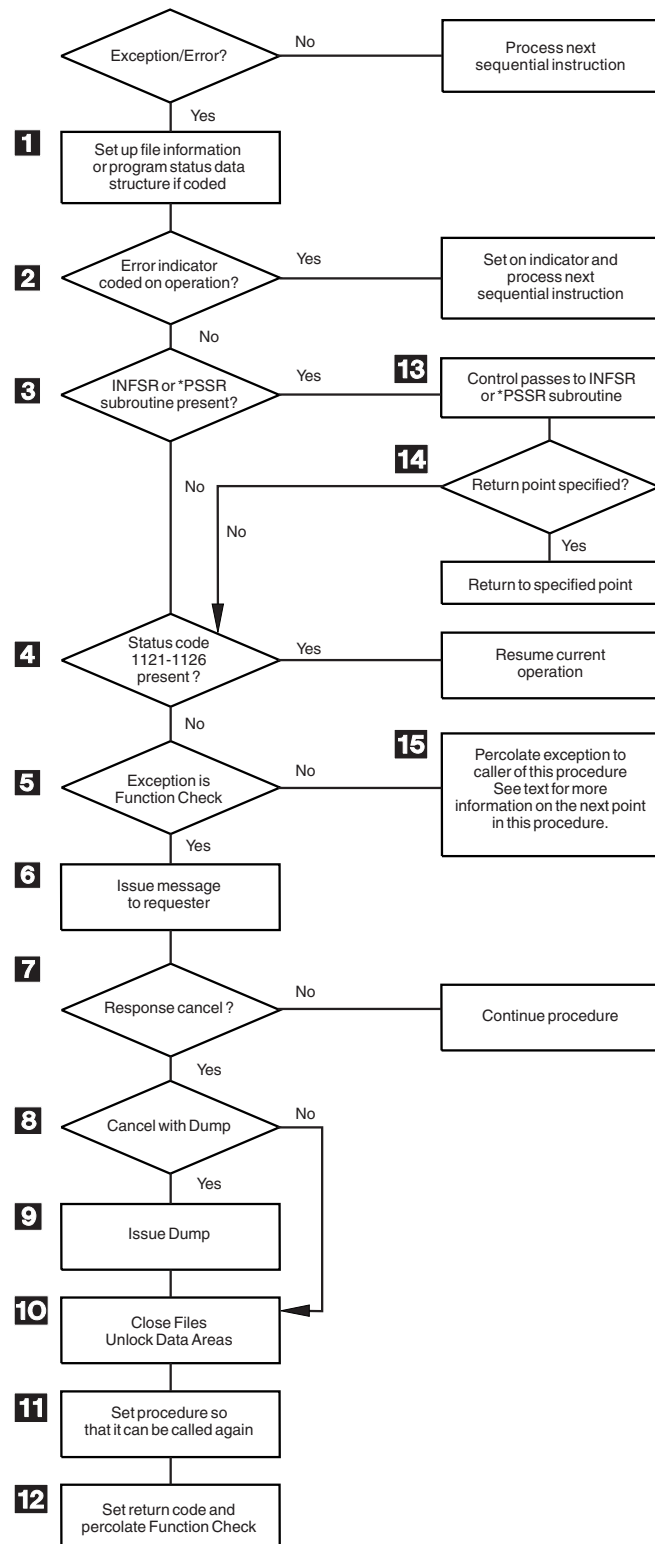 Exception/Error?
No
Process next
sequential instruction
Yes
1
Set up file information
or program status data
structure if coded
2
Error indicator
coded on operation?
Yes
Set on indicator and
process next
sequential instruction
No
3
INFSR or *PSSR
subroutine present?
Yes
13
Control passes to INFSR
or *PSSR subroutine
14
Return point specified?
No
No
Yes
Return to specified point
4
Status code
1121-1126
present ?
Yes
Resume current
operation
No
5
Exception is
Function Check
No
15
Percolate exception to
caller of this procedure
See text for more
information on the next point
in this procedure.
Yes
6
Issue message
to requester
7
Response cancel ?
No
Continue procedure
Yes
8
Cancel with Dump
No
Yes
9
Issue Dump
10
Close Files
Unlock Data Areas
11
Set procedure so
that it can be called again
12
Set return code and
percolate Function Check